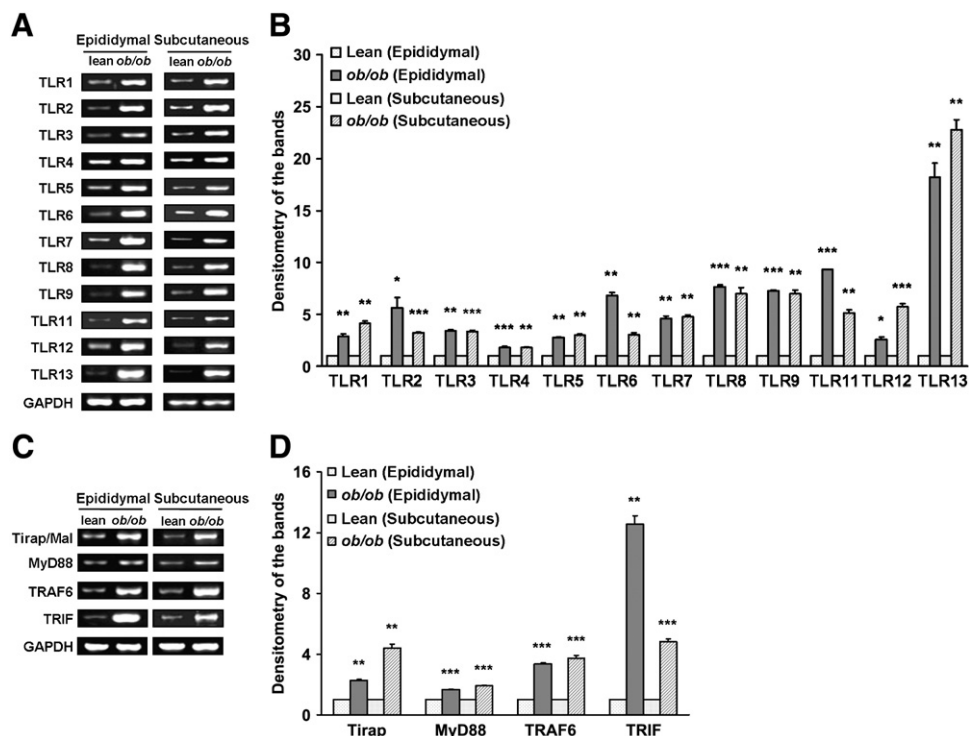 A
Epididymal Subcutaneous
lean ob/ob lean ob/ob
TLR1
TLR2
TLR3
TLR4
TLR5
TLR6
TLR7
TLR8
TLR9
TLR11
TLR12
TLR13
GAPDH
B
Lean (Epididymal)
ob/ob (Epididymal)
Lean (Subcutaneous)
ob/ob (Subcutaneous)
Densitometry of the bands
30
25
20
15
10
5
0
** ** * *** ** *** *** ** ** ** ** ** ** ** *** ** *** ** *** ** * *** ** **
TLR1 TLR2 TLR3 TLR4 TLR5 TLR6 TLR7 TLR8 TLR9 TLR11 TLR12 TLR13
C
Epididymal Subcutaneous
lean ob/ob lean ob/ob
Tirap/Mal
MyD88
TRAF6
TRIF
GAPDH
D
Lean (Epididymal)
ob/ob (Epididymal)
Lean (Subcutaneous)
ob/ob (Subcutaneous)
Densitometry of the bands
16
12
8
4
0
** ** *** *** *** *** ** ***
Tirap MyD88 TRAF6 TRIF